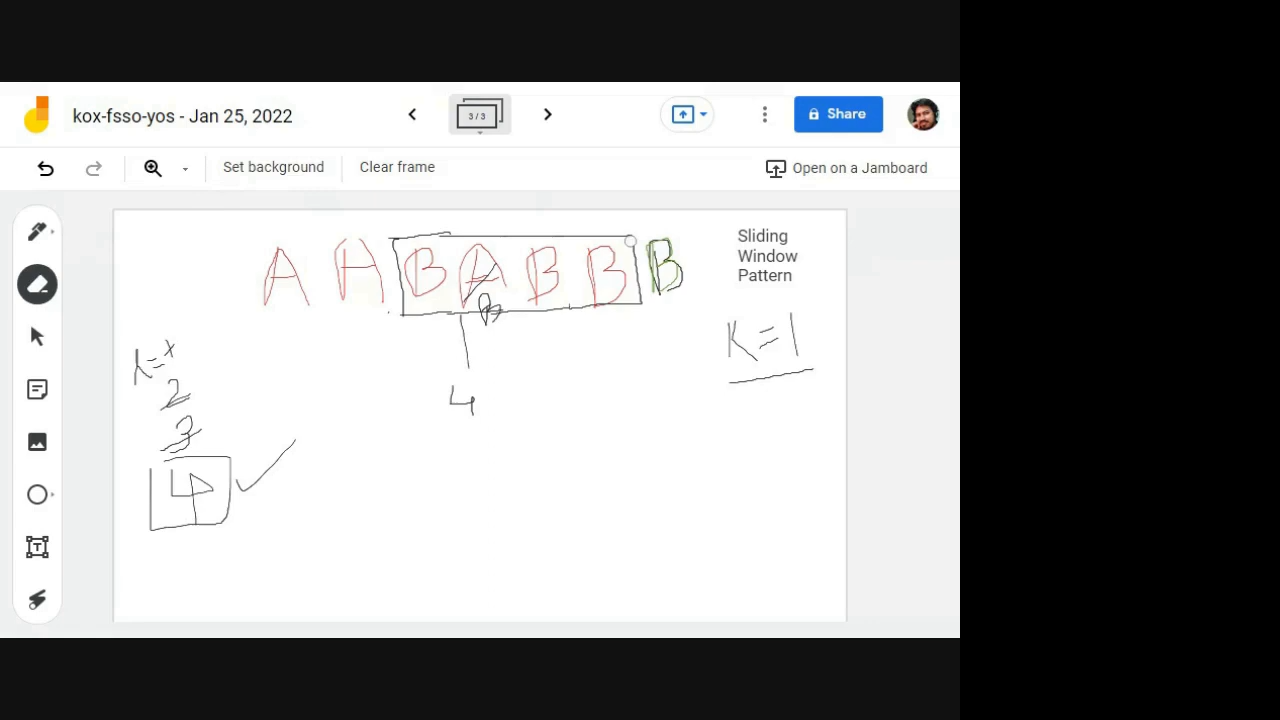 kox-fsso-yos - Jan 25, 2022
3 / 3
Share
Set background
Clear frame
Open on a Jamboard
A A B A B B B
B
Sliding
Window
Pattern
K=1
4
2
3
4